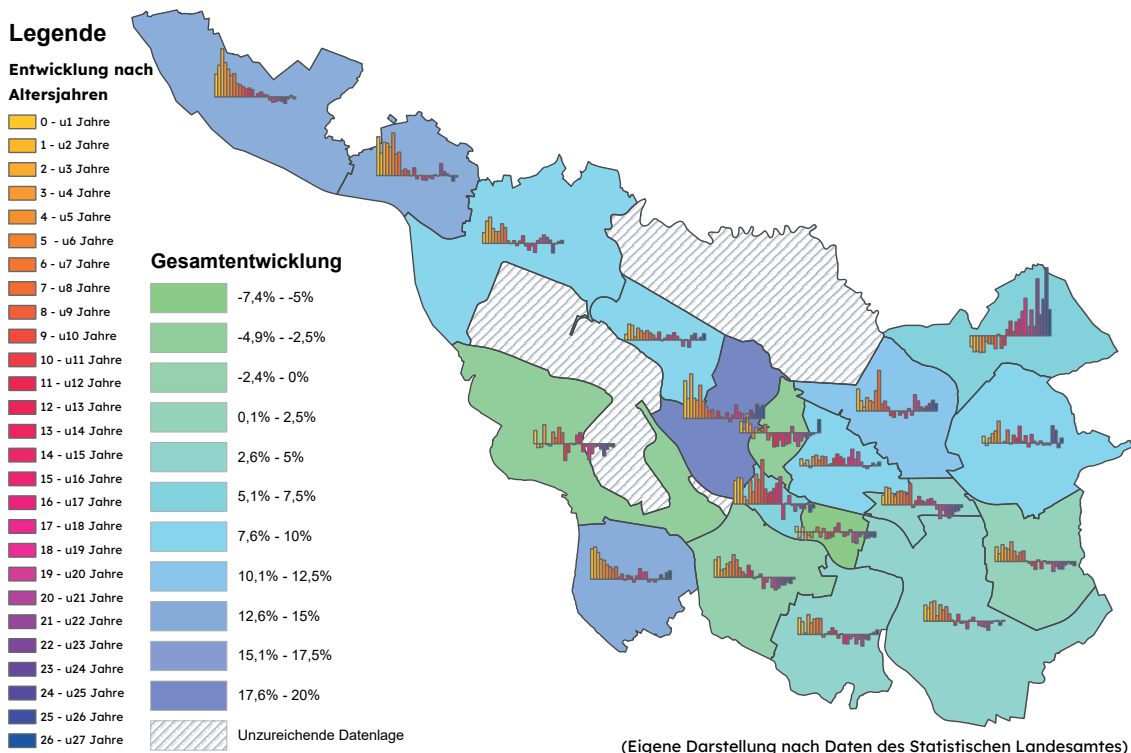 Legende
Entwicklung nach
Altersjahren
0 - u1 Jahre
1 - u2 Jahre
2 - u3 Jahre
3 - u4 Jahre
4 - u5 Jahre
5 - u6 Jahre
6 - u7 Jahre
7 - u8 Jahre
8 - u9 Jahre
9 - u10 Jahre
10 - u11 Jahre
11 - u12 Jahre
12 - u13 Jahre
13 - u14 Jahre
14 - u15 Jahre
15 - u16 Jahre
16 - u17 Jahre
17 - u18 Jahre
18 - u19 Jahre
19 - u20 Jahre
20 - u21 Jahre
21 - u22 Jahre
22 - u23 Jahre
23 - u24 Jahre
24 - u25 Jahre
25 - u26 Jahre
26 - u27 Jahre
Gesamtentwicklung
-7,4% - -5%
-4,9% - -2,5%
-2,4% - 0%
0,1% - 2,5%
2,6% - 5%
5,1% - 7,5%
7,6% - 10%
10,1% - 12,5%
12,6% - 15%
15,1% - 17,5%
17,6% - 20%
Unzureichende Datenlage
(Eigene Darstellung nach Daten des Statistischen Landesamtes)